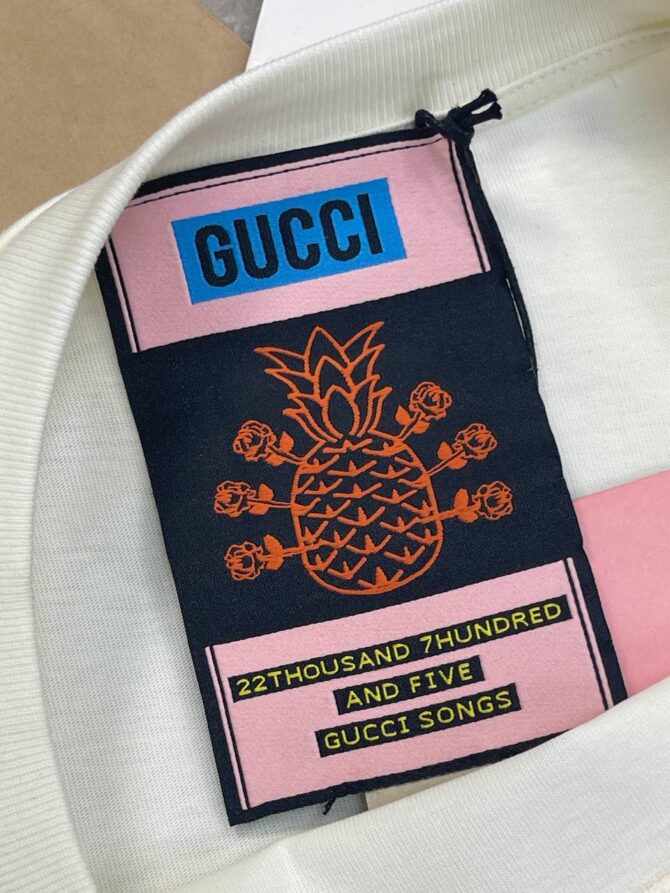 GUCCI
22THOUSAND 7HUNDRED
AND FIVE
GUCCI SONGS